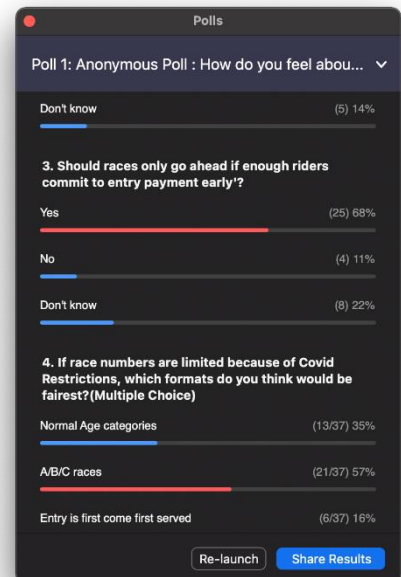 Polls
Poll 1: Anonymous Poll : How do you feel abou...
Don't know (5) 14%
3. Should races only go ahead if enough riders
commit to entry payment early'?
Yes (25) 68%
No (4) 11%
Don't know (8) 22%
4. If race numbers are limited because of Covid
Restrictions, which formats do you think would be
fairest?(Multiple Choice)
Normal Age categories (13/37) 35%
A/B/C races (21/37) 57%
Entry is first come first served (6/37) 16%
Re-launch Share Results